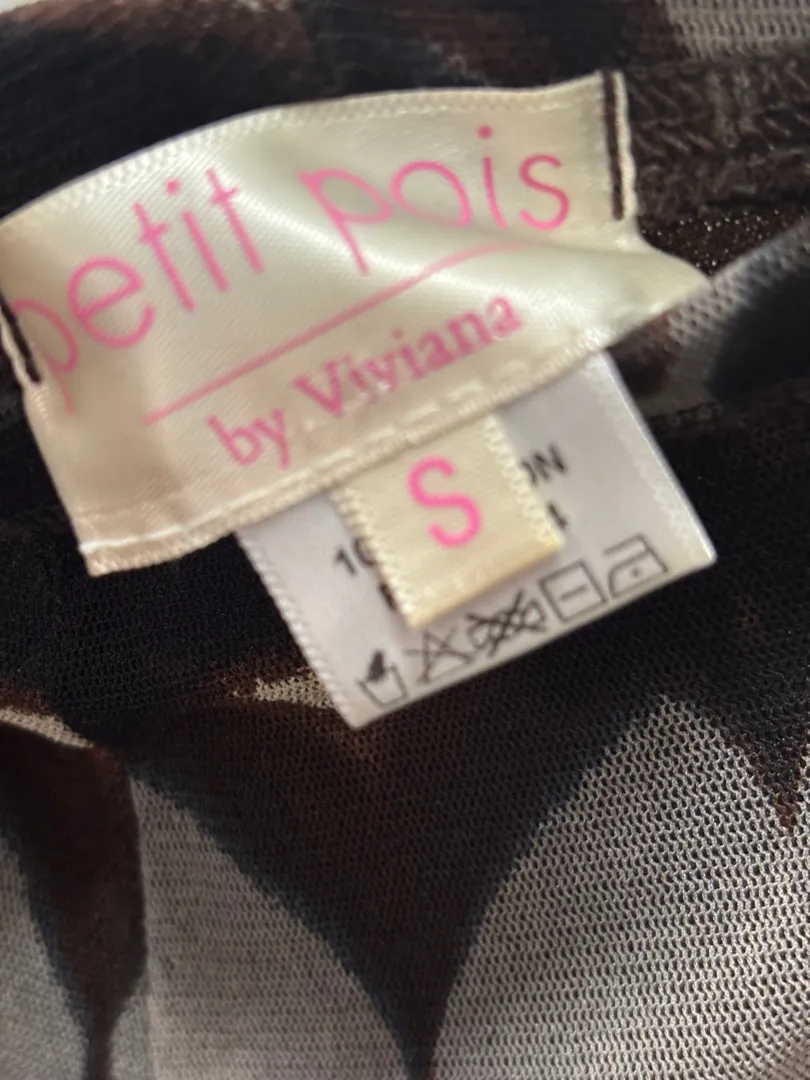 petit pois
by Viviana
S